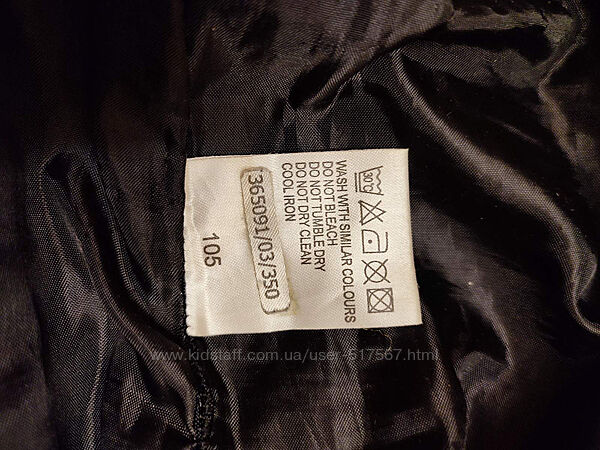 30°C
WASH WITH SIMILAR COLOURS
DO NOT BLEACH
DO NOT TUMBLE DRY
DO NOT DRY CLEAN
COOL IRON
365091/03/350
105
www.kidstaff.com.ua/user-517567.html